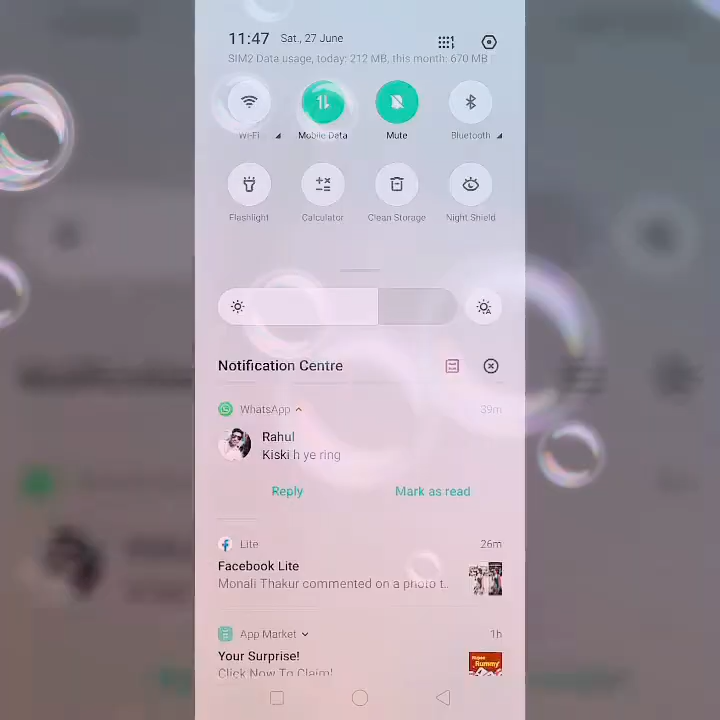 11:47 Sat., 27 June
SIM2 Data usage, today: 212 MB, this month: 670 MB
Wi-Fi Mobile Data Mute Bluetooth
Flashlight Calculator Clean Storage Night Shield
Notification Centre
WhatsApp 39m
Rahul
Kiski h ye ring
Reply Mark as read
Lite 26m
Facebook Lite
Monali Thakur commented on a photo t..
App Market 1h
Your Surprise!
Click Now To Claim!
Rummy